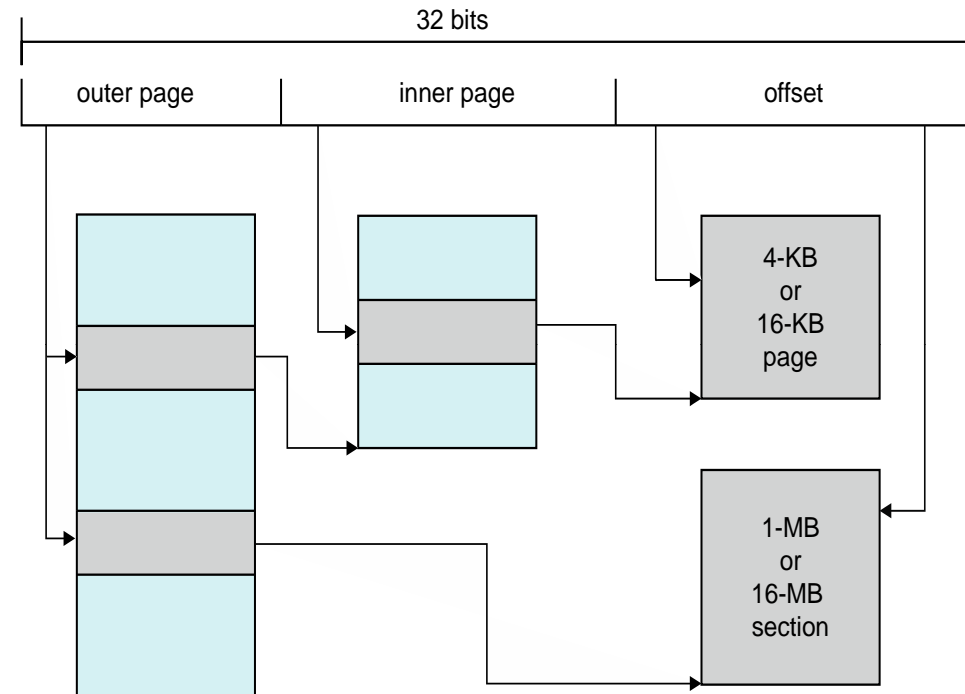 32 bits
outer page
inner page
offset
4-KB
or
16-KB
page
1-MB
or
16-MB
section